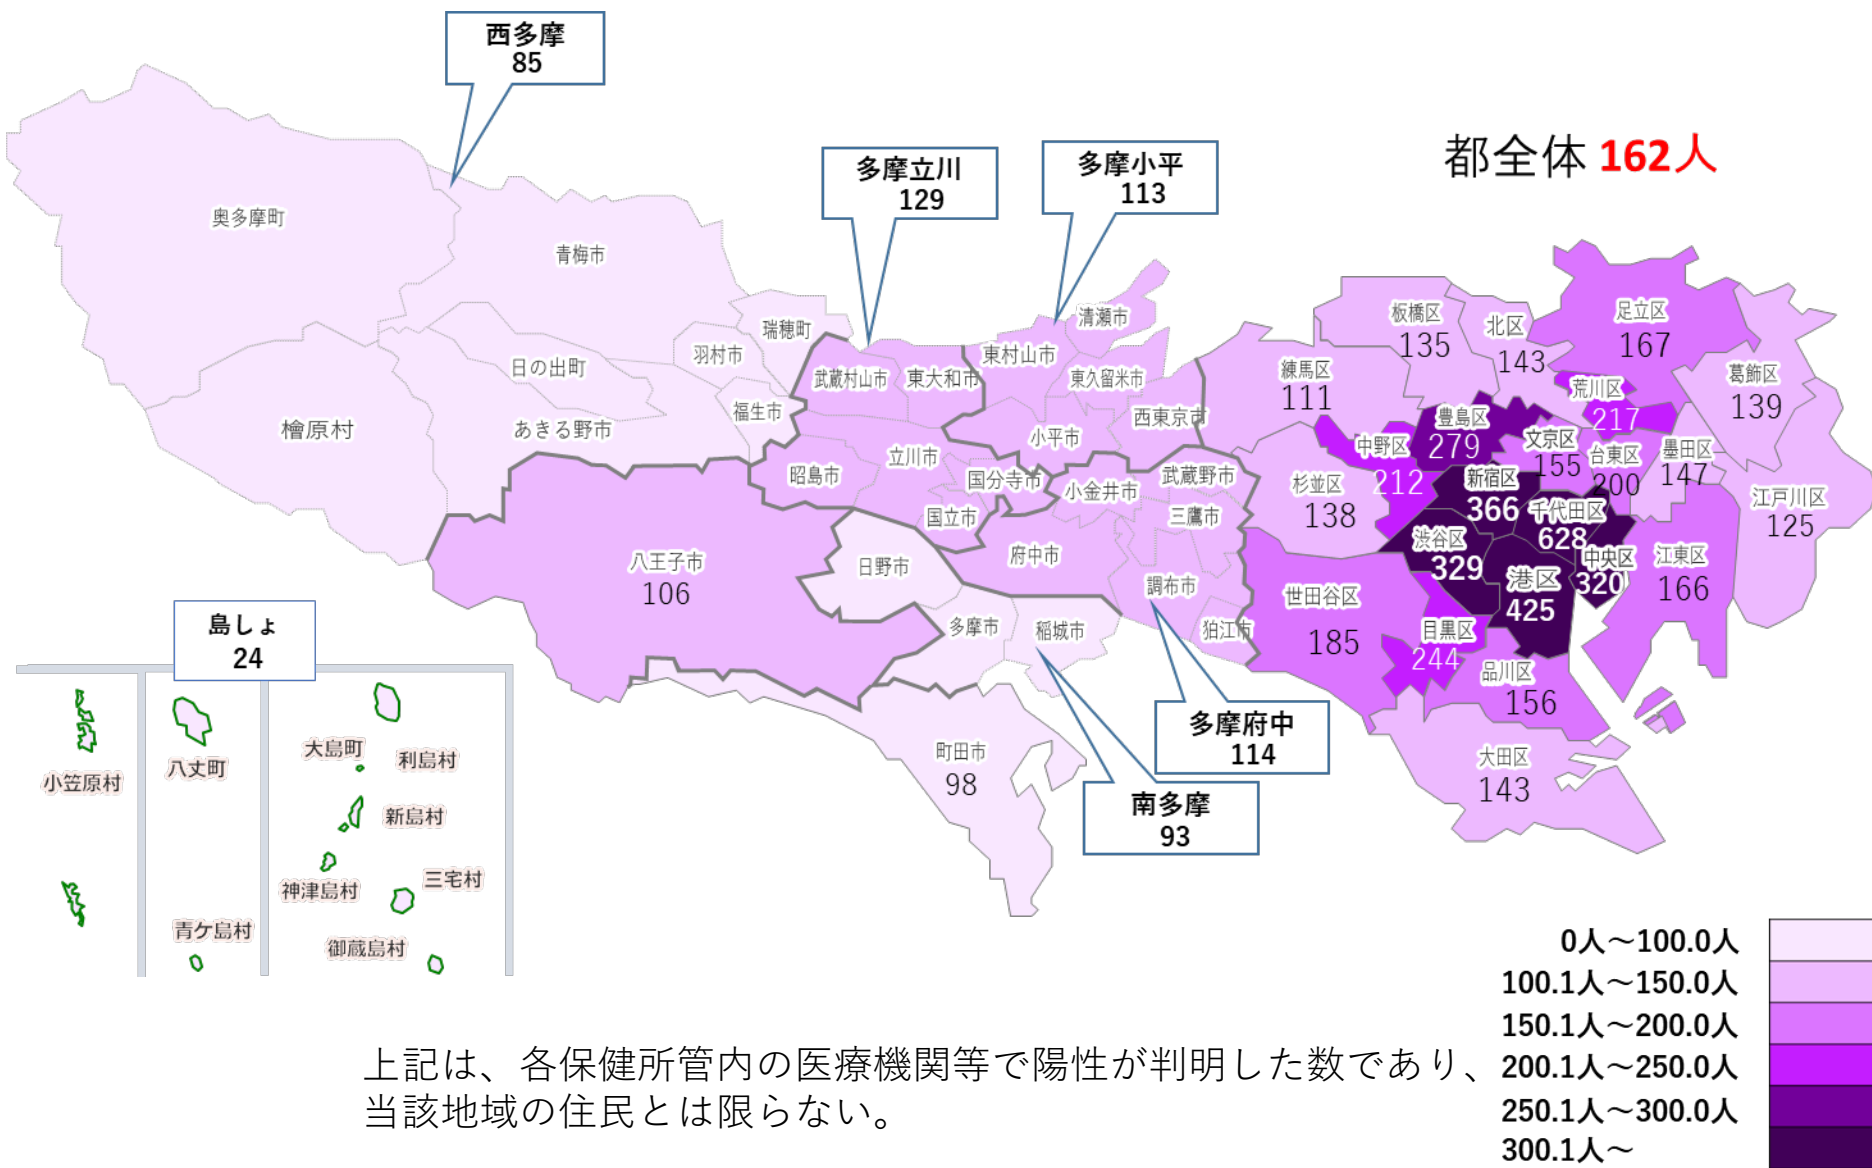 西多摩
85
多摩立川
129
多摩小平
113
都全体 162人
奥多摩町
青梅市
瑞穂町
羽村市
日の出町
福生市
あきる野市
檜原村
武蔵村山市
東大和市
東村山市
清瀬市
東久留米市
西東京市
小平市
立川市
昭島市
国分寺市
国立市
小金井市
武蔵野市
三鷹市
府中市
調布市
狛江市
八王子市
106
日野市
多摩市
稲城市
町田市
98
多摩府中
114
南多摩
93
板橋区
135
北区
143
足立区
167
葛飾区
139
練馬区
111
荒川区
217
豊島区
279
文京区
155
台東区
200
墨田区
147
江戸川区
125
中野区
212
杉並区
138
新宿区
366
千代田区
628
中央区
320
江東区
166
渋谷区
329
港区
425
世田谷区
185
目黒区
244
品川区
156
大田区
143
島しょ
24
小笠原村
八丈町
青ケ島村
大島町
利島村
新島村
神津島村
三宅村
御蔵島村
0人～100.0人
100.1人～150.0人
150.1人～200.0人
200.1人～250.0人
250.1人～300.0人
300.1人～
上記は、各保健所管内の医療機関等で陽性が判明した数であり、
当該地域の住民とは限らない。